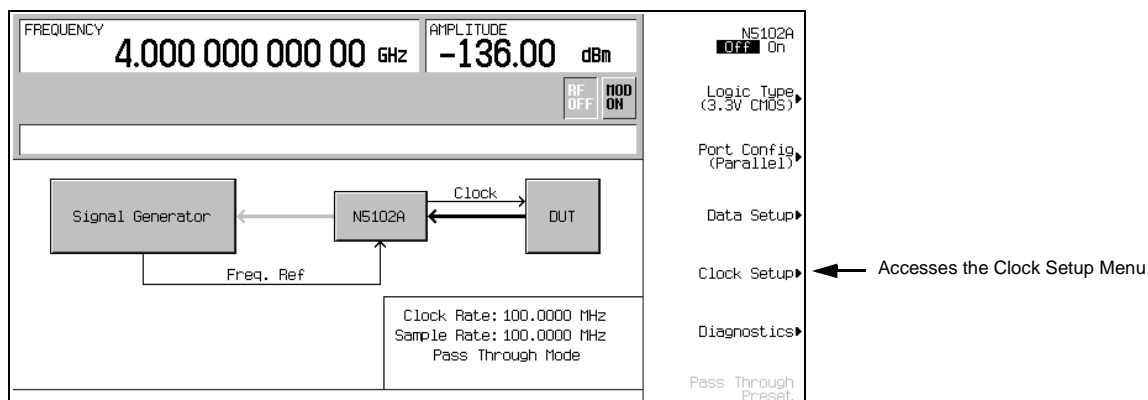 FREQUENCY
4.000 000 000 00 GHz
AMPLITUDE
-136.00 dBm
RF
OFF
MOD
ON
Signal Generator
N5102A
Clock
DUT
Freq. Ref
Clock Rate: 100.0000 MHz
Sample Rate: 100.0000 MHz
Pass Through Mode
N5102A
Off On
Logic Type
(3.3V CMOS)
Port Config
(Parallel)
Data Setup
Clock Setup
Accesses the Clock Setup Menu
Diagnostics
Pass Through
Preset